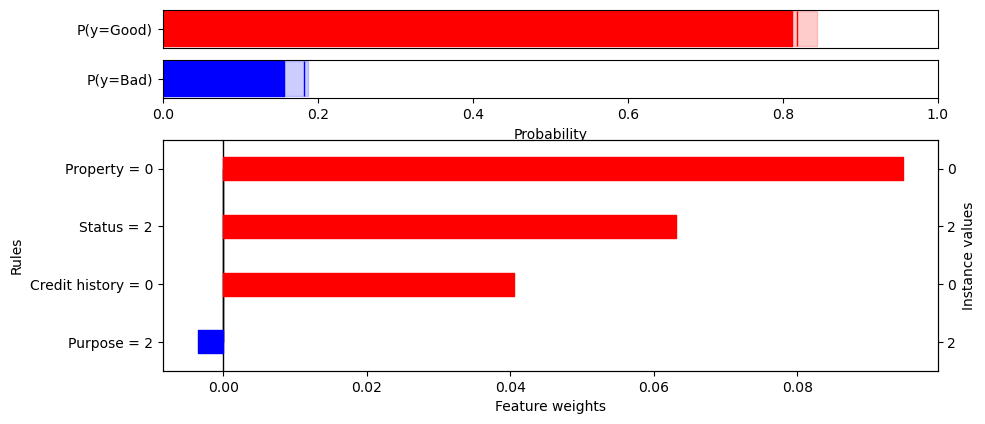 P(y=Good)
P(y=Bad)
0.0 0.2 0.4 0.6 0.8 1.0
Probability
Rules
Property = 0 0
Status = 2 2
Credit history = 0 0
Purpose = 2 2
Instance values
0.00 0.02 0.04 0.06 0.08
Feature weights